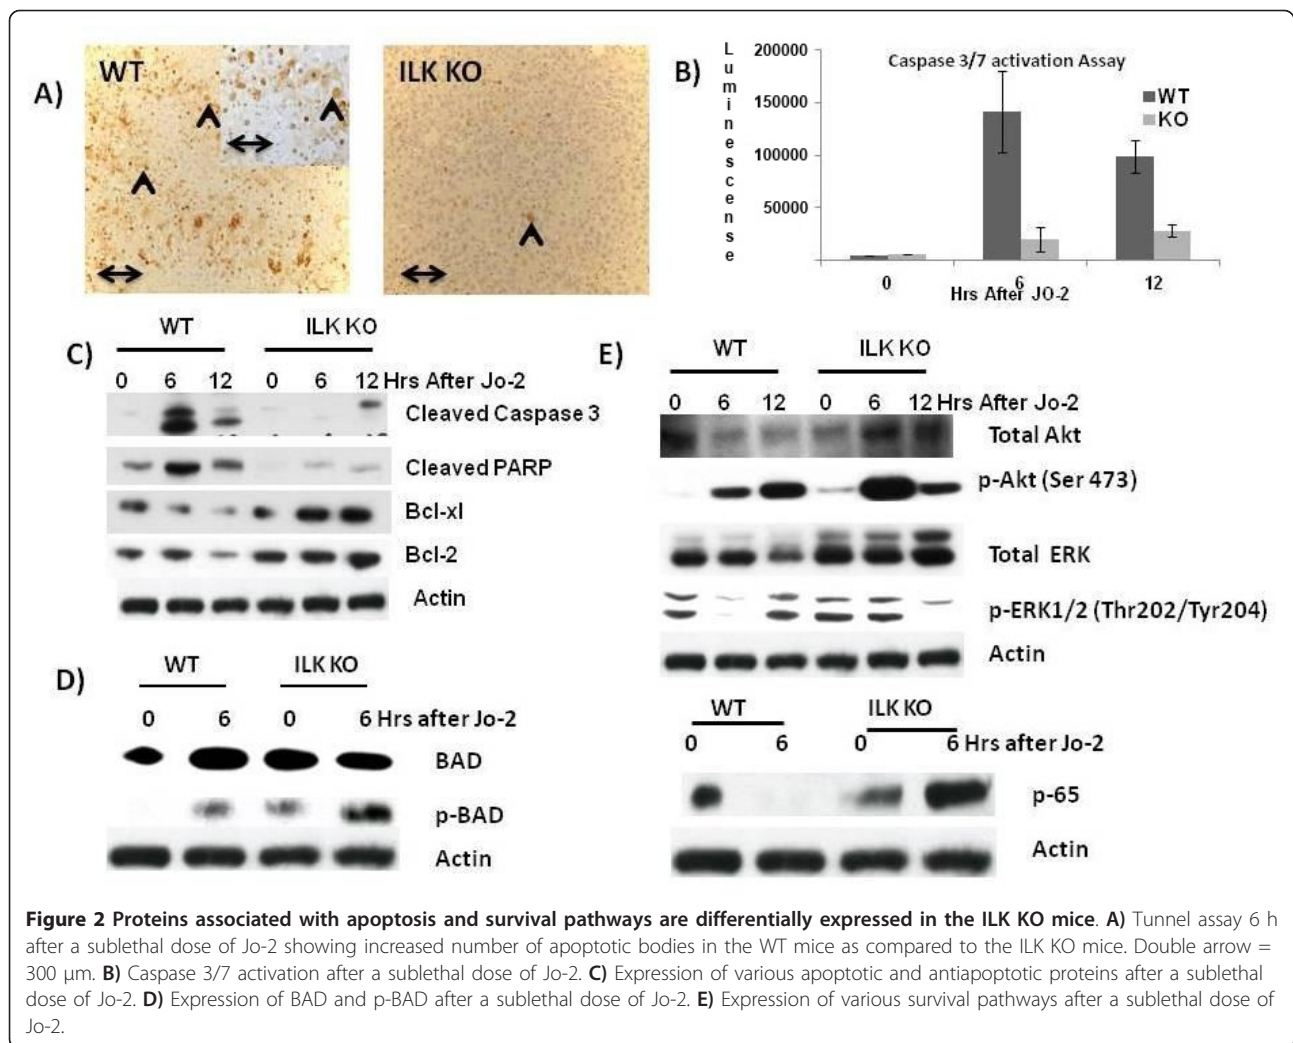 A)
WT
ILK KO
B)
Luminescense
200000
150000
100000
50000
Caspase 3/7 activation Assay
WT
KO
0
6
12
Hrs After JO-2
C)
WT
ILK KO
0 6 12 0 6 12 Hrs After Jo-2
Cleaved Caspase 3
Cleaved PARP
Bcl-xl
Bcl-2
Actin
D)
WT
ILK KO
0 6 0 6 Hrs after Jo-2
BAD
p-BAD
Actin
E)
WT
ILK KO
0 6 12 0 6 12 Hrs After Jo-2
Total Akt
p-Akt (Ser 473)
Total ERK
p-ERK1/2 (Thr202/Tyr204)
Actin
WT
ILK KO
0 6 0 6 Hrs after Jo-2
p-65
Actin
Figure 2 Proteins associated with apoptosis and survival pathways are differentially expressed in the ILK KO mice. A) Tunnel assay 6 h
after a sublethal dose of Jo-2 showing increased number of apoptotic bodies in the WT mice as compared to the ILK KO mice. Double arrow =
300 μm. B) Caspase 3/7 activation after a sublethal dose of Jo-2. C) Expression of various apoptotic and antiapoptotic proteins after a sublethal
dose of Jo-2. D) Expression of BAD and p-BAD after a sublethal dose of Jo-2. E) Expression of various survival pathways after a sublethal dose of
Jo-2.